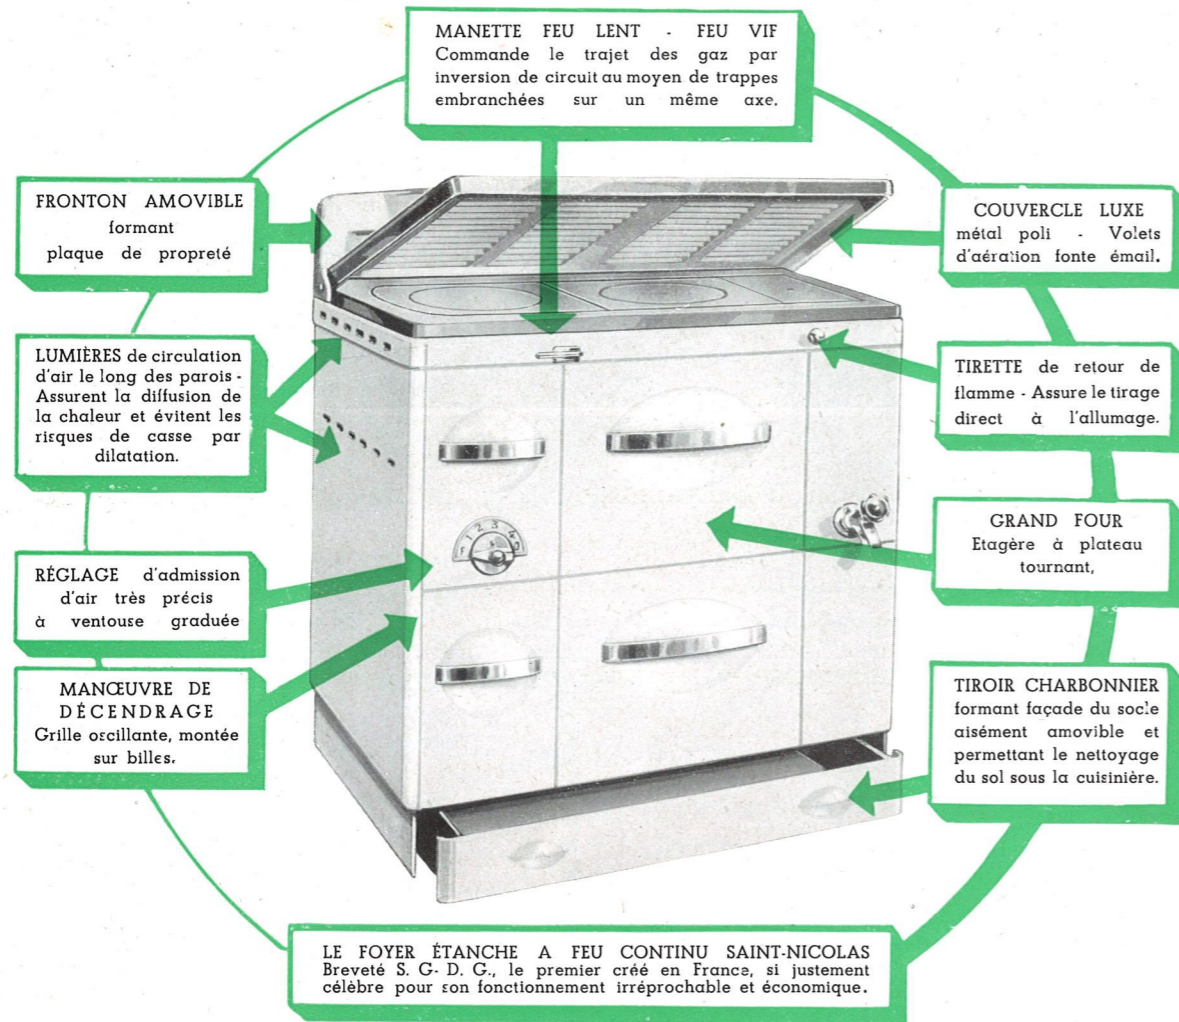 MANETTE FEU LENT - FEU VIF
Commande le trajet des gaz par
inversion de circuit au moyen de trappes
embranchées sur un même axe.
FRONTON AMOVIBLE
formant
plaque de propreté
COUVERCLE LUXE
métal poli - Volets
d'aération fonte émail.
LUMIÈRES de circulation
d'air le long des parois -
Assurent la diffusion de
la chaleur et évitent les
risques de casse par
dilatation.
TIRETTE de retour de
flamme - Assure le tirage
direct à l'allumage.
1 2 3 4 5
RÉGLAGE d'admission
d'air très précis
à ventouse graduée
GRAND FOUR
Etagère à plateau
tournant,
MANŒUVRE DE
DÉCENDRAGE
Grille oscillante, montée
sur billes.
TIROIR CHARBONNIER
formant façade du socle
aisément amovible et
permettant le nettoyage
du sol sous la cuisinière.
LE FOYER ÉTANCHE A FEU CONTINU SAINT-NICOLAS
Breveté S. G- D. G., le premier créé en France, si justement
célèbre pour son fonctionnement irréprochable et économique.